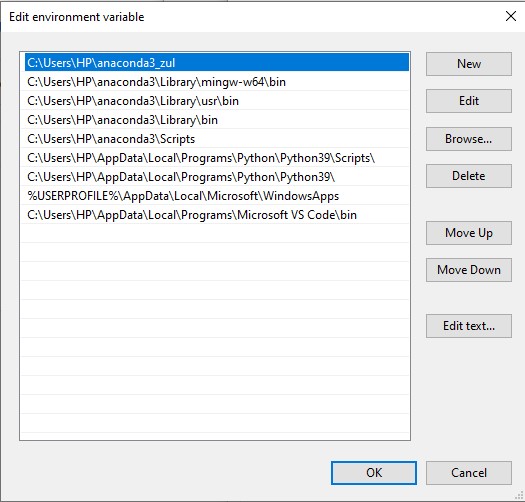 Edit environment variable
C:\Users\HP\anaconda3_zul
C:\Users\HP\anaconda3\Library\mingw-w64\bin
C:\Users\HP\anaconda3\Library\usr\bin
C:\Users\HP\anaconda3\Library\bin
C:\Users\HP\anaconda3\Scripts
C:\Users\HP\AppData\Local\Programs\Python\Python39\Scripts\
C:\Users\HP\AppData\Local\Programs\Python\Python39\
%USERPROFILE%\AppData\Local\Microsoft\WindowsApps
C:\Users\HP\AppData\Local\Programs\Microsoft VS Code\bin
New
Edit
Browse...
Delete
Move Up
Move Down
Edit text...
OK
Cancel